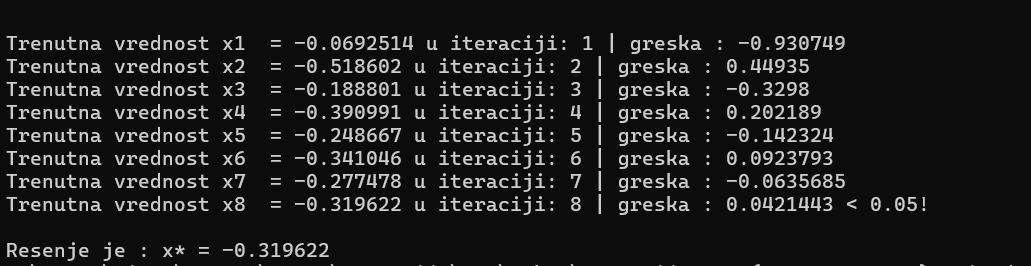 Trenutna vrednost x1  = -0.0692514 u iteraciji: 1 | greska : -0.930749
Trenutna vrednost x2  = -0.518602 u iteraciji: 2 | greska : 0.44935
Trenutna vrednost x3  = -0.188801 u iteraciji: 3 | greska : -0.3298
Trenutna vrednost x4  = -0.390991 u iteraciji: 4 | greska : 0.202189
Trenutna vrednost x5  = -0.248667 u iteraciji: 5 | greska : -0.142324
Trenutna vrednost x6  = -0.341046 u iteraciji: 6 | greska : 0.0923793
Trenutna vrednost x7  = -0.277478 u iteraciji: 7 | greska : -0.0635685
Trenutna vrednost x8  = -0.319622 u iteraciji: 8 | greska : 0.0421443 < 0.05!
Resenje je : x* = -0.319622